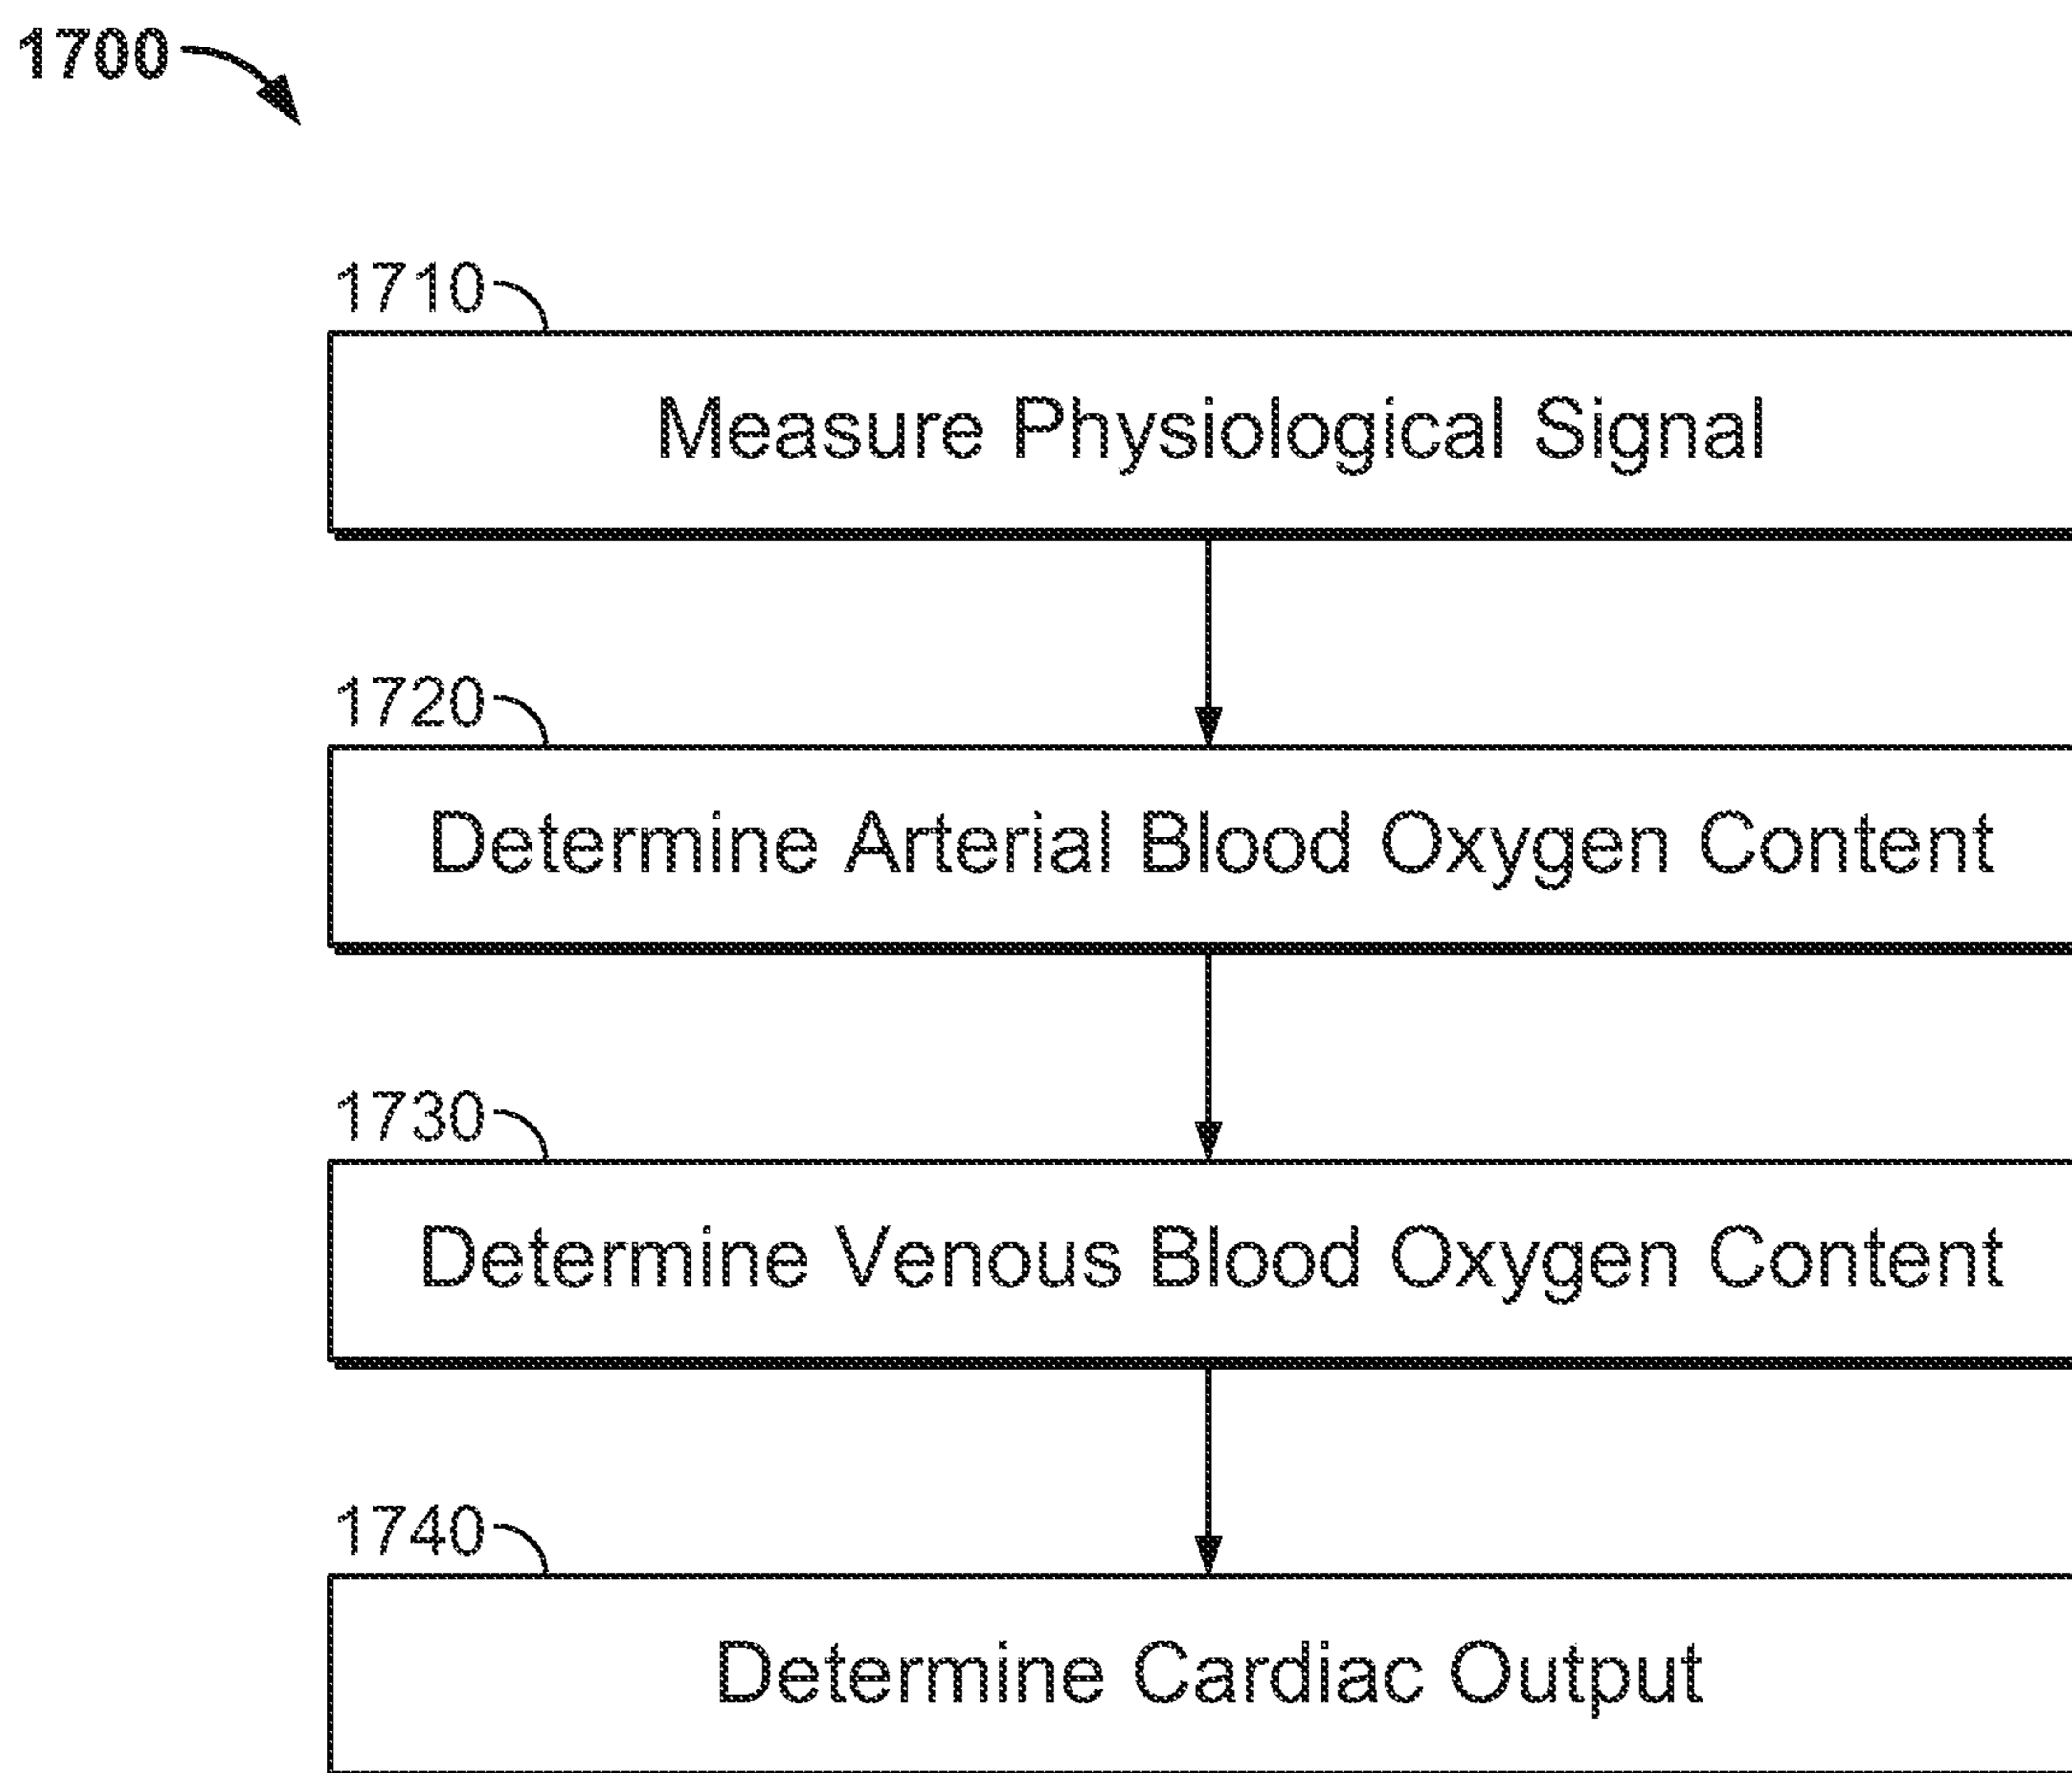 1700
1710
Measure Physiological Signal
1720
Determine Arterial Blood Oxygen Content
1730
Determine Venous Blood Oxygen Content
1740
Determine Cardiac Output